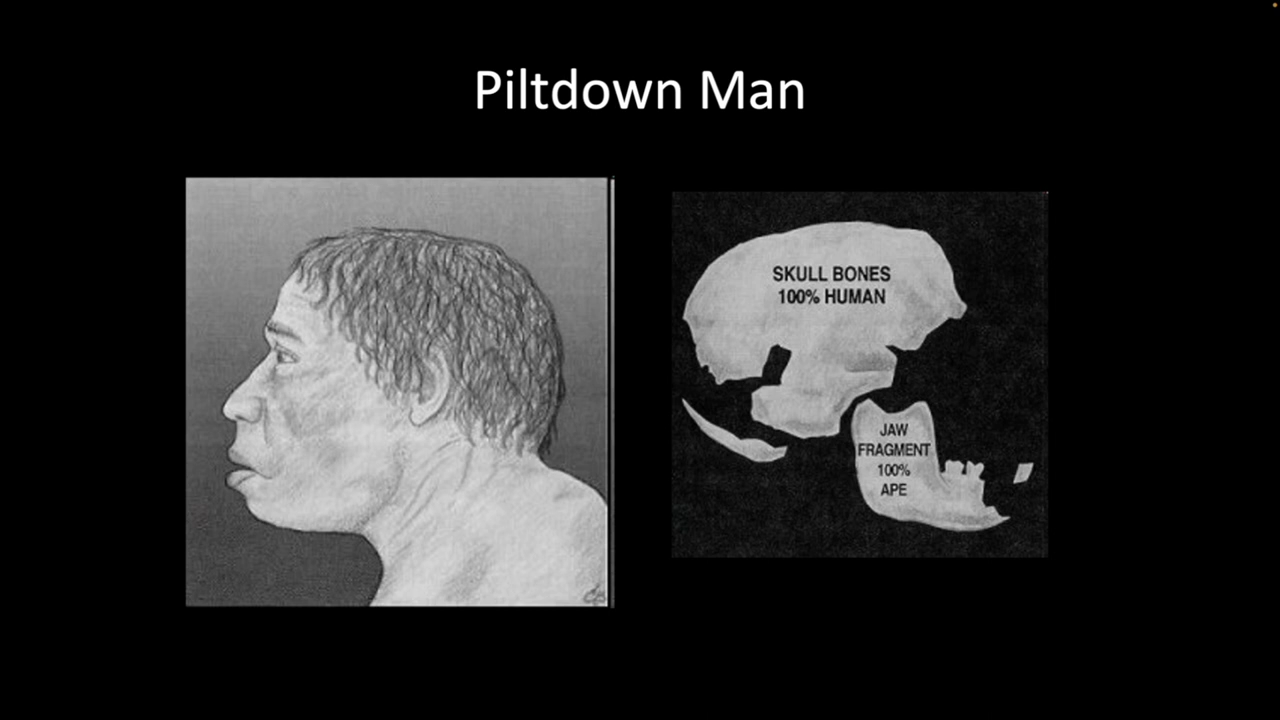 Piltdown Man
SKULL BONES
100% HUMAN
JAW
FRAGMENT
100%
APE